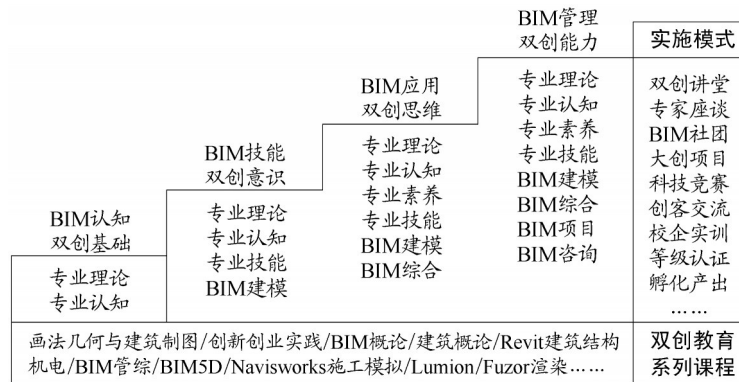 BIM认知
双创基础
专业理论
专业认知
BIM技能
双创意识
专业理论
专业认知
专业技能
BIM建模
BIM应用
双创思维
专业理论
专业认知
专业素养
专业技能
BIM建模
BIM综合
BIM管理
双创能力
专业理论
专业认知
专业素养
专业技能
BIM建模
BIM综合
BIM项目
BIM咨询
实施模式
双创讲堂
专家座谈
BIM社团
大创项目
科技竞赛
创客交流
校企实训
等级认证
孵化产出
……
画法几何与建筑制图/创新创业实践/BIM概论/建筑概论/Revit建筑结构
机电/BIM管综/BIM5D/Navisworks施工模拟/Lumion/Fuzor渲染……
双创教育
系列课程